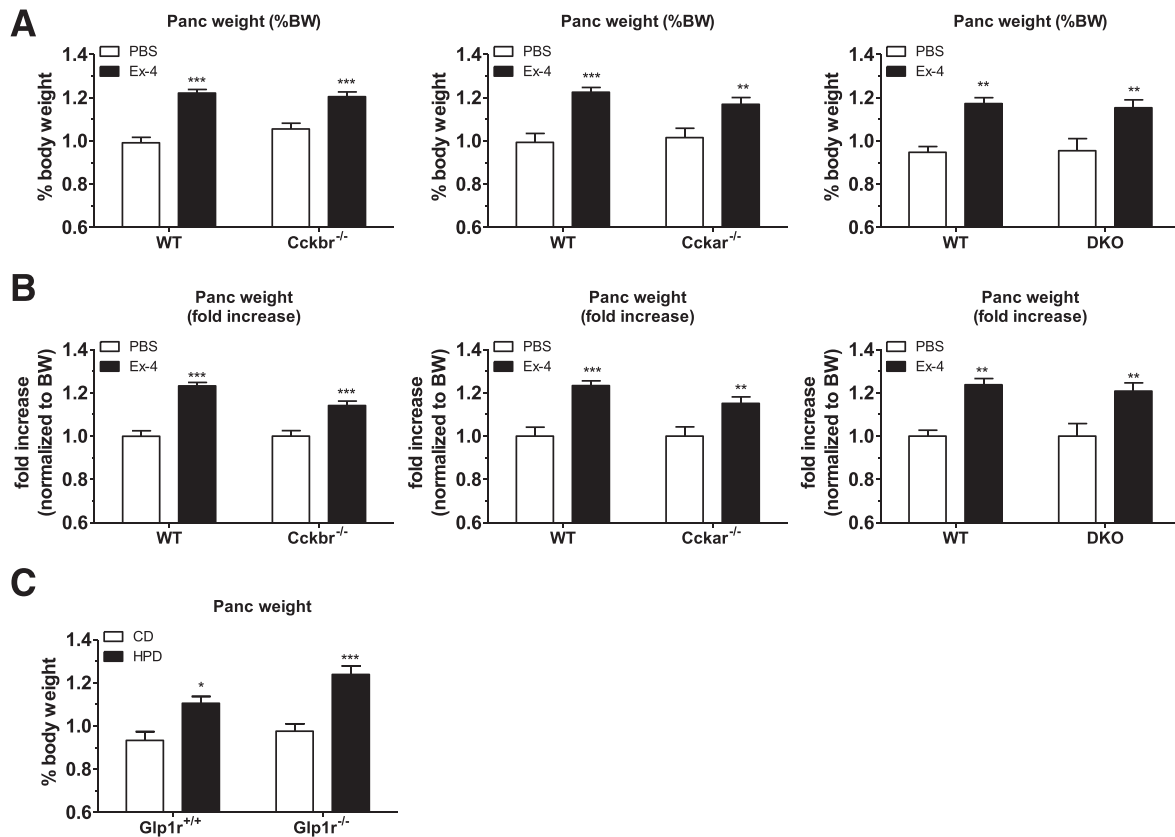 A
Panc weight (%BW)
PBS
Ex-4
% body weight
1.4
1.2
1.0
0.8
0.6
***
***
WT
Cckbr-/-
Panc weight (%BW)
PBS
Ex-4
% body weight
1.4
1.2
1.0
0.8
0.6
***
**
WT
Cckar-/-
Panc weight (%BW)
PBS
Ex-4
% body weight
1.4
1.2
1.0
0.8
0.6
**
**
WT
DKO
B
Panc weight
(fold increase)
PBS
Ex-4
fold increase
(normalized to BW)
1.4
1.2
1.0
0.8
0.6
***
***
WT
Cckbr-/-
Panc weight
(fold increase)
PBS
Ex-4
fold increase
(normalized to BW)
1.4
1.2
1.0
0.8
0.6
***
**
WT
Cckar-/-
Panc weight
(fold increase)
PBS
Ex-4
fold increase
(normalized to BW)
1.4
1.2
1.0
0.8
0.6
**
**
WT
DKO
C
Panc weight
CD
HPD
% body weight
1.4
1.2
1.0
0.8
0.6
*
***
Glp1r+/+
Glp1r-/-